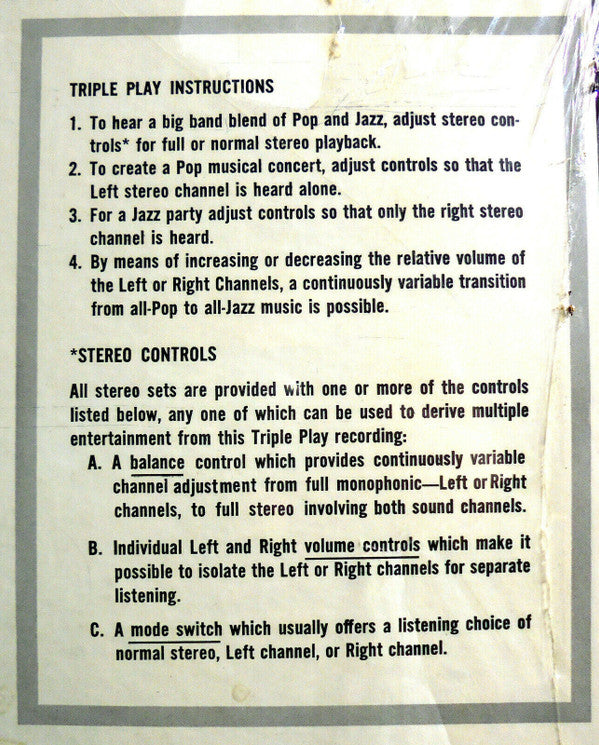 TRIPLE PLAY INSTRUCTIONS
1. To hear a big band blend of Pop and Jazz, adjust stereo con-
trols* for full or normal stereo playback.
2. To create a Pop musical concert, adjust controls so that the
Left stereo channel is heard alone.
3. For a Jazz party adjust controls so that only the right stereo
channel is heard.
4. By means of increasing or decreasing the relative volume of
the Left or Right Channels, a continuously variable transition
from all-Pop to all-Jazz music is possible.
*STEREO CONTROLS
All stereo sets are provided with one or more of the controls
listed below, any one of which can be used to derive multiple
entertainment from this Triple Play recording:
A. A balance control which provides continuously variable
channel adjustment from full monophonic—Left or Right
channels, to full stereo involving both sound channels.
B. Individual Left and Right volume controls which make it
possible to isolate the Left or Right channels for separate
listening.
C. A mode switch which usually offers a listening choice of
normal stereo, Left channel, or Right channel.